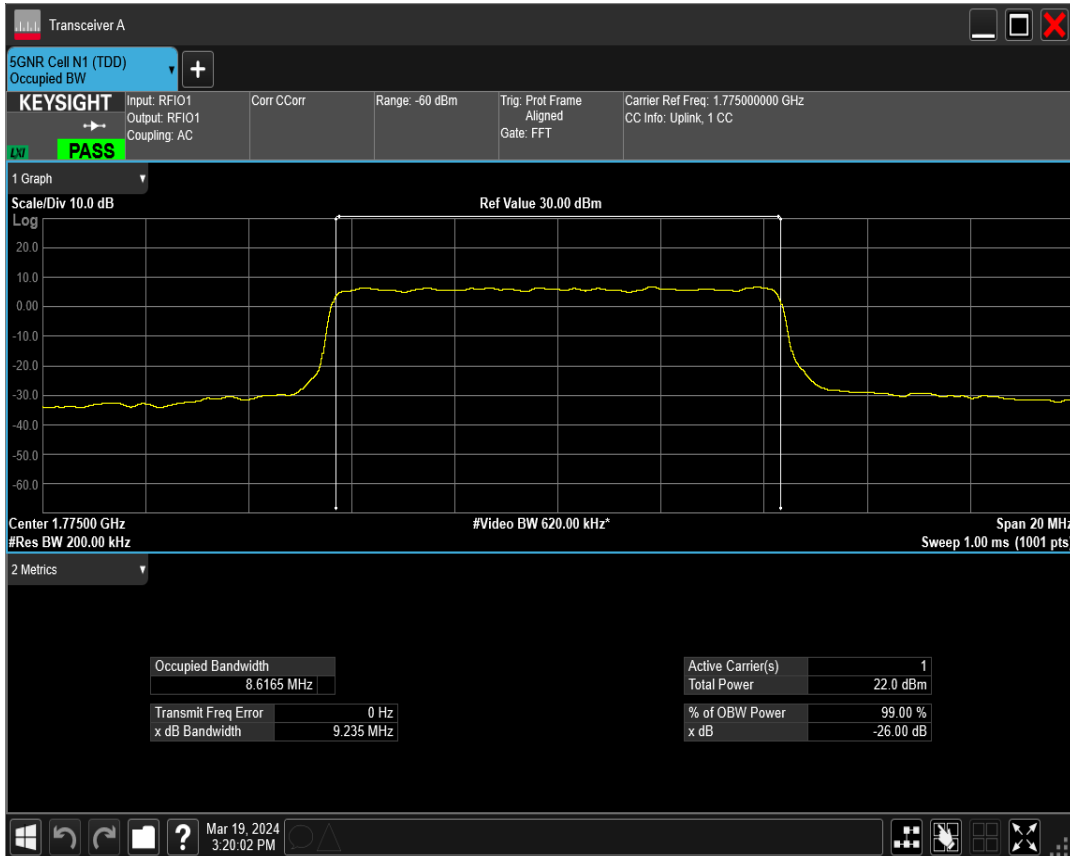 Transceiver A
5GNR Cell N1 (TDD)
Occupied BW
+
KEYSIGHT
LXI
PASS
Input: RFIO1
Output: RFIO1
Coupling: AC
Corr CCorr
Range: -60 dBm
Trig: Prot Frame
Aligned
Gate: FFT
Carrier Ref Freq: 1.775000000 GHz
CC Info: Uplink, 1 CC
1 Graph
Scale/Div 10.0 dB
Ref Value 30.00 dBm
Log
20.0
10.0
0.00
-10.0
-20.0
-30.0
-40.0
-50.0
-60.0
Center 1.77500 GHz
#Video BW 620.00 kHz*
Span 20 MHz
#Res BW 200.00 kHz
Sweep 1.00 ms (1001 pts)
2 Metrics
Occupied Bandwidth
8.6165 MHz
Transmit Freq Error 0 Hz
x dB Bandwidth 9.235 MHz
Active Carrier(s) 1
Total Power 22.0 dBm
% of OBW Power 99.00 %
x dB -26.00 dB
?
Mar 19, 2024
3:20:02 PM